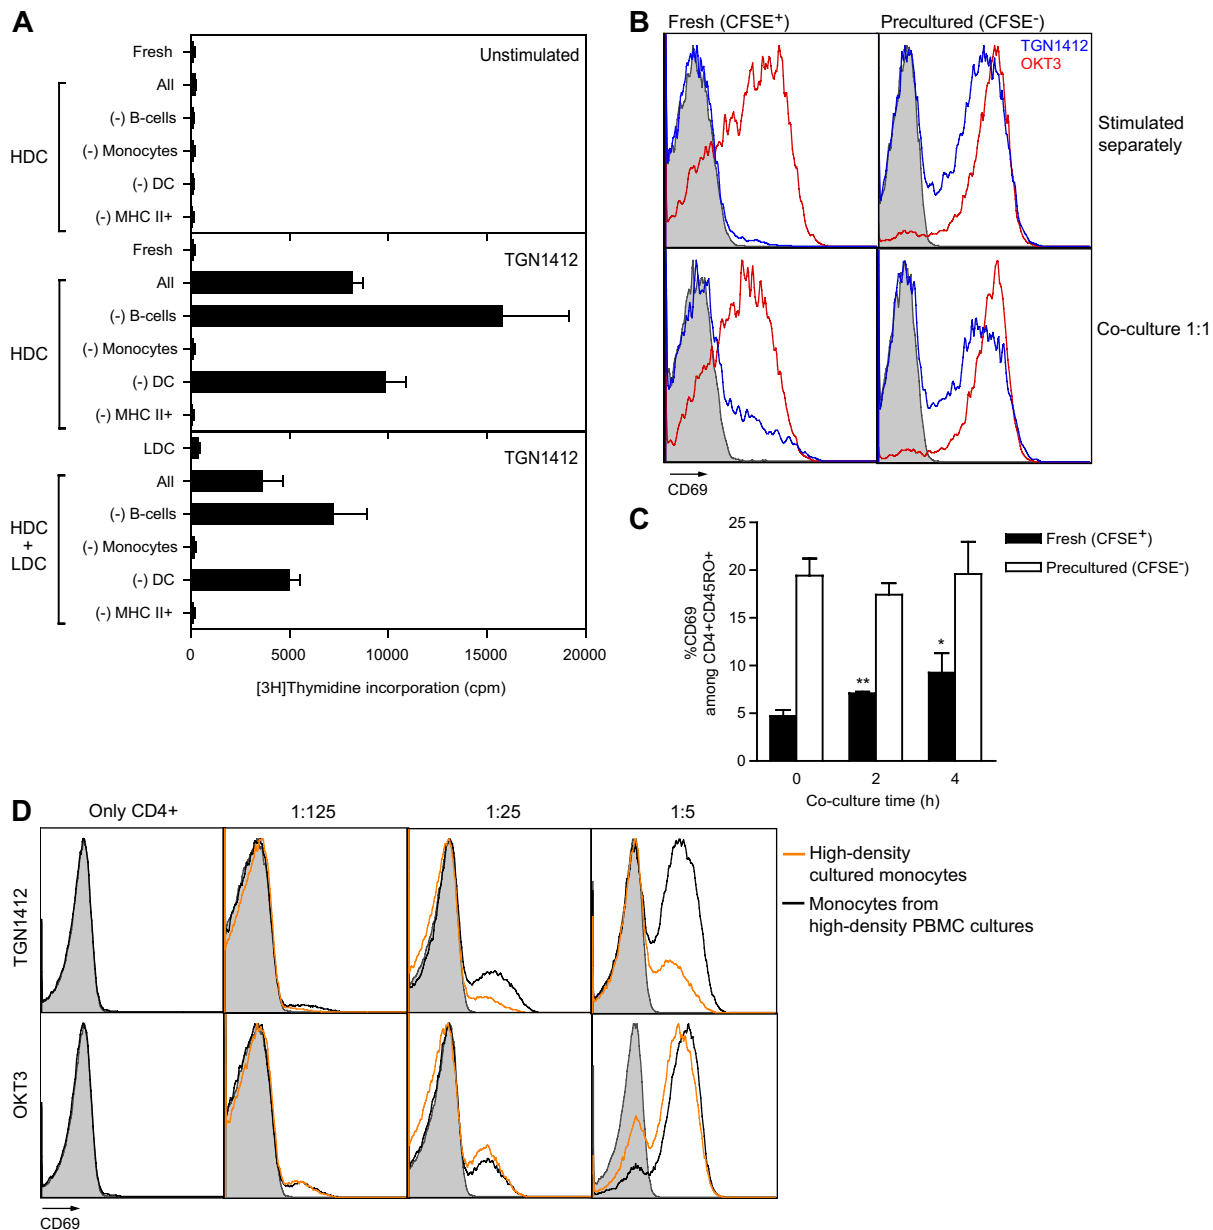 A
Unstimulated
Fresh
All
(-) B-cells
(-) Monocytes
(-) DC
(-) MHC II+
HDC
TGN1412
Fresh
All
(-) B-cells
(-) Monocytes
(-) DC
(-) MHC II+
HDC
TGN1412
LDC
All
(-) B-cells
(-) Monocytes
(-) DC
(-) MHC II+
HDC
+
LDC
0 5000 10000 15000 20000
[3H]Thymidine incorporation (cpm)
B
Fresh (CFSE+) Precultured (CFSE-)
TGN1412
OKT3
Stimulated
separately
Co-culture 1:1
CD69
C
%CD69
among CD4+CD45RO+
25
20
15
10
5
0
** *
0 2 4
Co-culture time (h)
Fresh (CFSE+)
Precultured (CFSE-)
D
Only CD4+ 1:125 1:25 1:5
TGN1412
OKT3
CD69
High-density
cultured monocytes
Monocytes from
high-density PBMC cultures